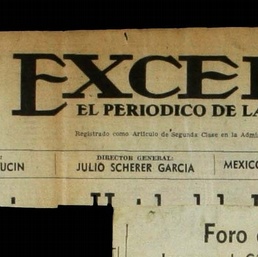 EXCE
EL PERIODICO DE LA
Registrado como Artículo de Segunda Clase en la Admi
UCIN
DIRECTOR GENERAL:
JULIO SCHERER GARCIA
MEXICO
Foro